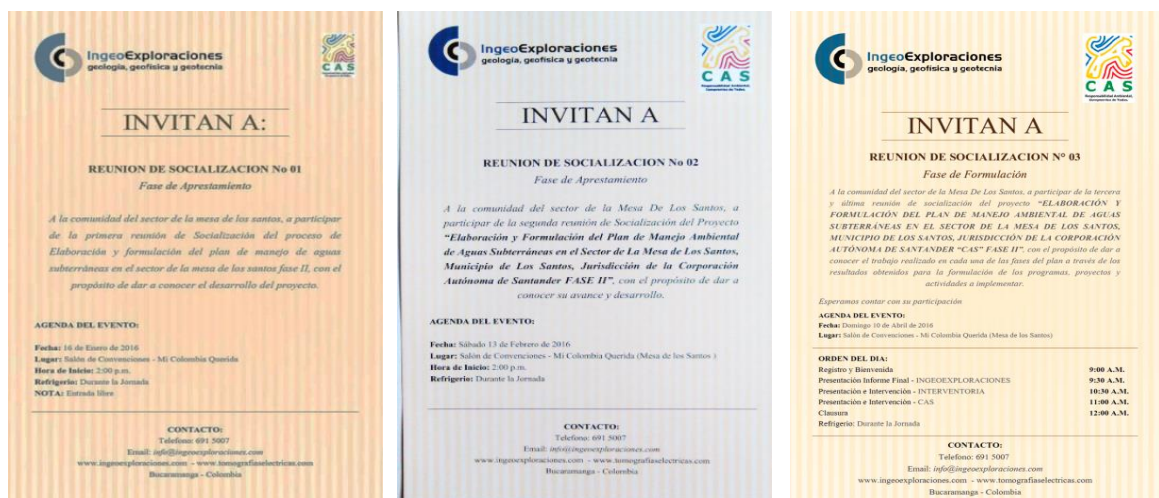 IngeoExploraciones
geología, geofísica y geotecnia
CAS
INVITAN A:
REUNION DE SOCIALIZACION No 01
Fase de Aprestamiento
A la comunidad del sector de la mesa de los santos, a participar
de la primera reunión de Socialización del proceso de
Elaboración y formulación del plan de manejo de aguas
subterráneas en el sector de la mesa de los santos fase II, con el
propósito de dar a conocer el desarrollo del proyecto.
AGENDA DEL EVENTO:
Fecha: 16 de Enero de 2016
Lugar: Salón de Convenciones - Mi Colombia Querida
Hora de Inicio: 2:00 p.m.
Refrigerio: Durante la Jornada
NOTA: Entrada libre
CONTACTO:
Telefono: 691 5007
Email: info@ingeoexploraciones.com
www.ingeoexploraciones.com - www.tomografiaselectricas.com
Bucaramanga - Colombia
IngeoExploraciones
geología, geofísica y geotecnia
CAS
Responsabilidad Ambiental,
Compromiso de Todos.
INVITAN A
REUNION DE SOCIALIZACION No 02
Fase de Aprestamiento
A la comunidad del sector de la Mesa De Los Santos, a
participar de la segunda reunión de Socialización del Proyecto
“Elaboración y Formulación del Plan de Manejo Ambiental
de Aguas Subterráneas en el Sector de La Mesa de Los Santos,
Municipio de Los Santos, Jurisdicción de la Corporación
Autónoma de Santander FASE II”, con el propósito de dar a
conocer su avance y desarrollo.
AGENDA DEL EVENTO:
Fecha: Sábado 13 de Febrero de 2016
Lugar: Salón de Convenciones - Mi Colombia Querida (Mesa de los Santos )
Hora de Inicio: 2:00 p.m.
Refrigerio: Durante la Jornada
CONTACTO:
Telefono: 691 5007
Email: info@ingeoexploraciones.com
www.ingeoexploraciones.com - www.tomografiaselectricas.com
Bucaramanga - Colombia
IngeoExploraciones
geología, geofísica y geotecnia
CAS
Responsabilidad Ambiental,
Compromiso de Todos.
INVITAN A
REUNION DE SOCIALIZACION N° 03
Fase de Formulación
A la comunidad del sector de la Mesa De Los Santos, a participar de la tercera
y última reunión de socialización del proyecto “ELABORACIÓN Y
FORMULACIÓN DEL PLAN DE MANEJO AMBIENTAL DE AGUAS
SUBTERRÁNEAS EN EL SECTOR DE LA MESA DE LOS SANTOS,
MUNICIPIO DE LOS SANTOS, JURISDICCIÓN DE LA CORPORACIÓN
AUTÓNOMA DE SANTANDER “CAS” FASE II”, con el propósito de dar a
conocer el trabajo realizado en cada una de las fases del plan a través de los
resultados obtenidos para la formulación de los programas, proyectos y
actividades a implementar.
Esperamos contar con su participación
AGENDA DEL EVENTO:
Fecha: Domingo 10 de Abril de 2016
Lugar: Salón de Convenciones - Mi Colombia Querida (Mesa de los Santos)
ORDEN DEL DIA:
Registro y Bienvenida 9:00 A.M.
Presentación Informe Final - INGEOEXPLORACIONES 9:30 A.M.
Presentación e Intervención - INTERVENTORIA 10:30 A.M.
Presentación e Intervención - CAS 11:00 A.M.
Clausura 12:00 A.M.
Refrigerio: Durante la Jornada
CONTACTO:
Telefono: 691 5007
Email: info@ingeoexploraciones.com
www.ingeoexploraciones.com - www.tomografiaselectricas.com
Bucaramanga - Colombia